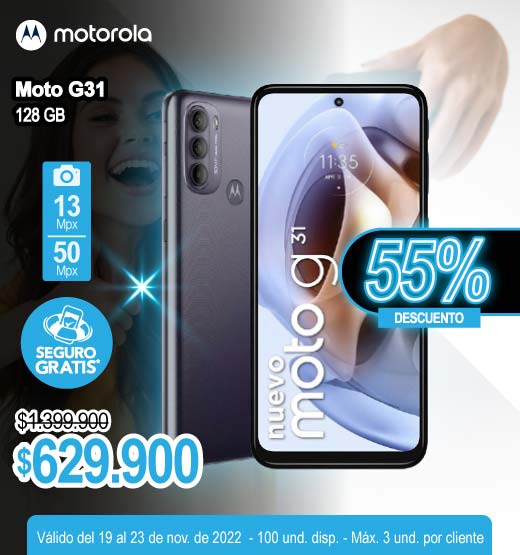 motorola
Moto G31
128 GB
13
Mpx
50
Mpx
SEGURO
GRATIS*
$1.399.900
$629.900
11:35
nuevo
moto g 31
55%
DESCUENTO
Válido del 19 al 23 de nov. de 2022 - 100 und. disp. - Máx. 3 und. por cliente